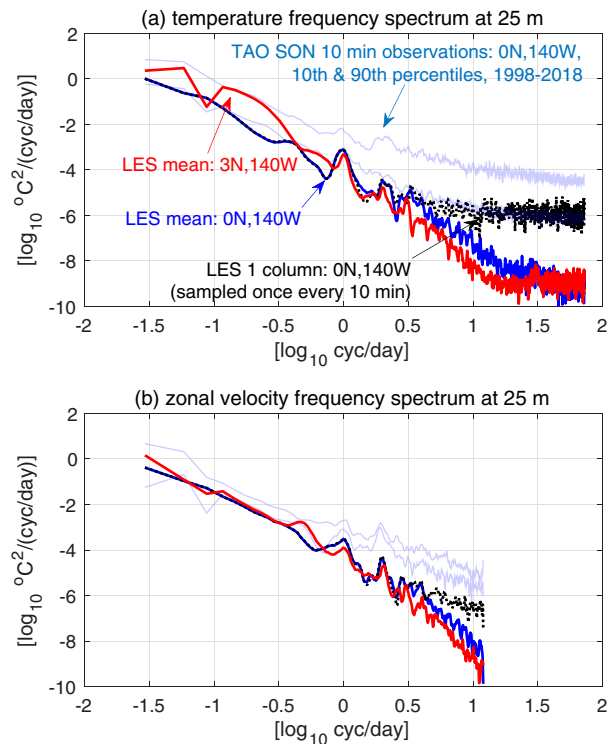 (a) temperature frequency spectrum at 25 m
TAO SON 10 min observations: 0N,140W,
10th & 90th percentiles, 1998-2018
LES mean: 3N,140W
LES mean: 0N,140W
LES 1 column: 0N,140W
(sampled once every 10 min)
[log10 oC2/(cyc/day)]
2
0
-2
-4
-6
-8
-10
-2 -1.5 -1 -0.5 0 0.5 1 1.5 2
[log10 cyc/day]
(b) zonal velocity frequency spectrum at 25 m
[log10 oC2/(cyc/day)]
2
0
-2
-4
-6
-8
-10
-2 -1.5 -1 -0.5 0 0.5 1 1.5 2
[log10 cyc/day]